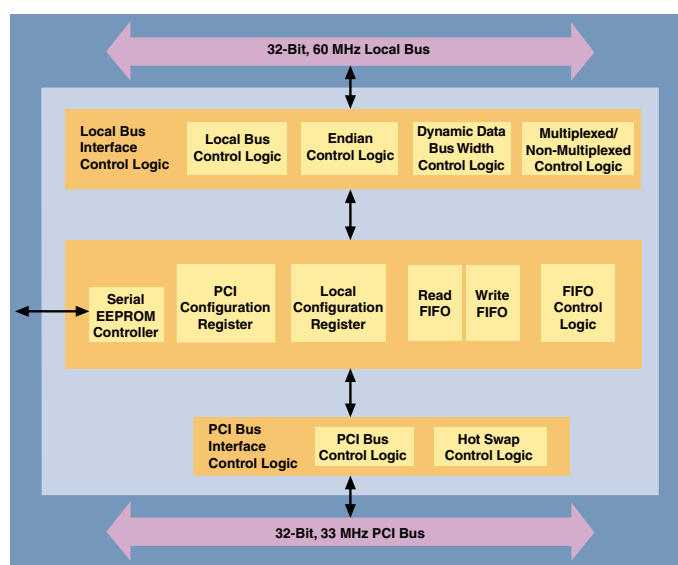 32-Bit, 60 MHz Local Bus
Local Bus
Interface
Control Logic
Local Bus
Control Logic
Endian
Control Logic
Dynamic Data
Bus Width
Control Logic
Multiplexed/
Non-Multiplexed
Control Logic
Serial
EEPROM
Controller
PCI
Configuration
Register
Local
Configuration
Register
Read
FIFO
Write
FIFO
FIFO
Control
Logic
PCI Bus
Interface
Control Logic
PCI Bus
Control Logic
Hot Swap
Control Logic
32-Bit, 33 MHz PCI Bus